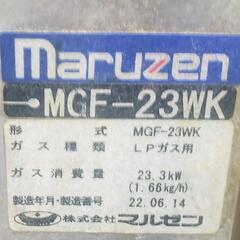 maruzen
MGF-23WK
形式 MGF-23WK
ガス種類 LPガス用
ガス消費量 23.3kW
(1.66kg/h)
製造年月・製造番号 22.06.14
株式会社 マルゼン